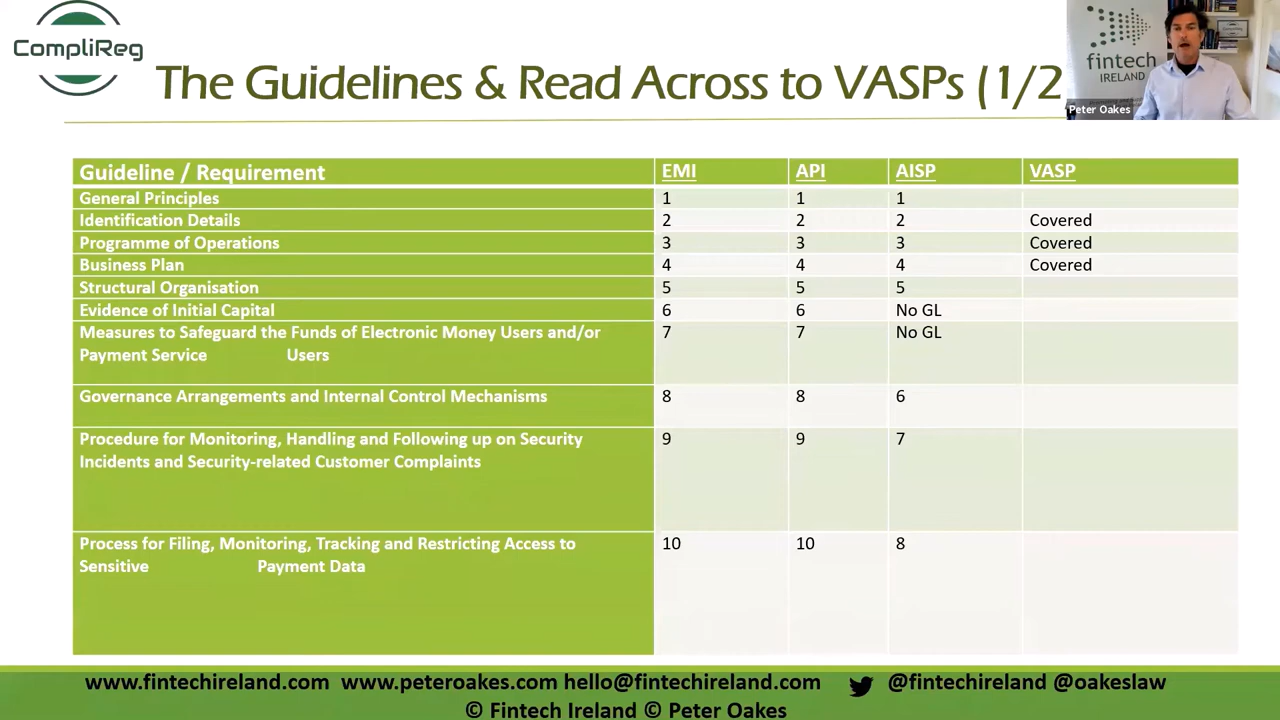 CompliReg
The Guidelines & Read Across to VASPs (1/2
fintech
IRELAND
Peter Oakes
Guideline / Requirement EMI API AISP VASP
General Principles 1 1 1
Identification Details 2 2 2 Covered
Programme of Operations 3 3 3 Covered
Business Plan 4 4 4 Covered
Structural Organisation 5 5 5
Evidence of Initial Capital 6 6 No GL
Measures to Safeguard the Funds of Electronic Money Users and/or 7 7 No GL
Payment Service Users
Governance Arrangements and Internal Control Mechanisms 8 8 6
Procedure for Monitoring, Handling and Following up on Security 9 9 7
Incidents and Security-related Customer Complaints
Process for Filing, Monitoring, Tracking and Restricting Access to 10 10 8
Sensitive Payment Data
www.fintechireland.com www.peteroakes.com hello@fintechireland.com @fintechireland @oakeslaw
© Fintech Ireland © Peter Oakes